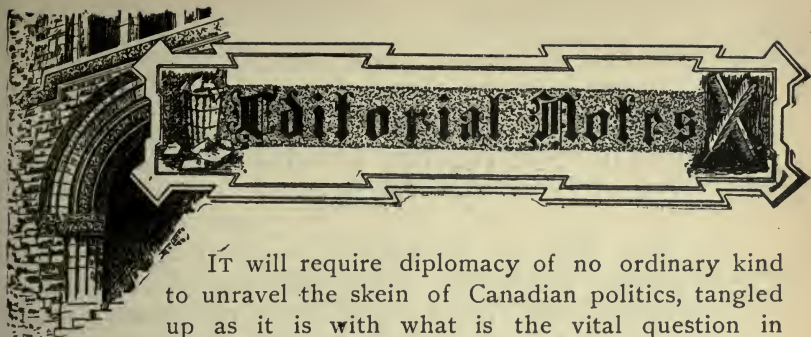 Editorial Notes
IT will require diplomacy of no ordinary kind
to unravel the skein of Canadian politics, tangled
up as it is with what is the vital question in